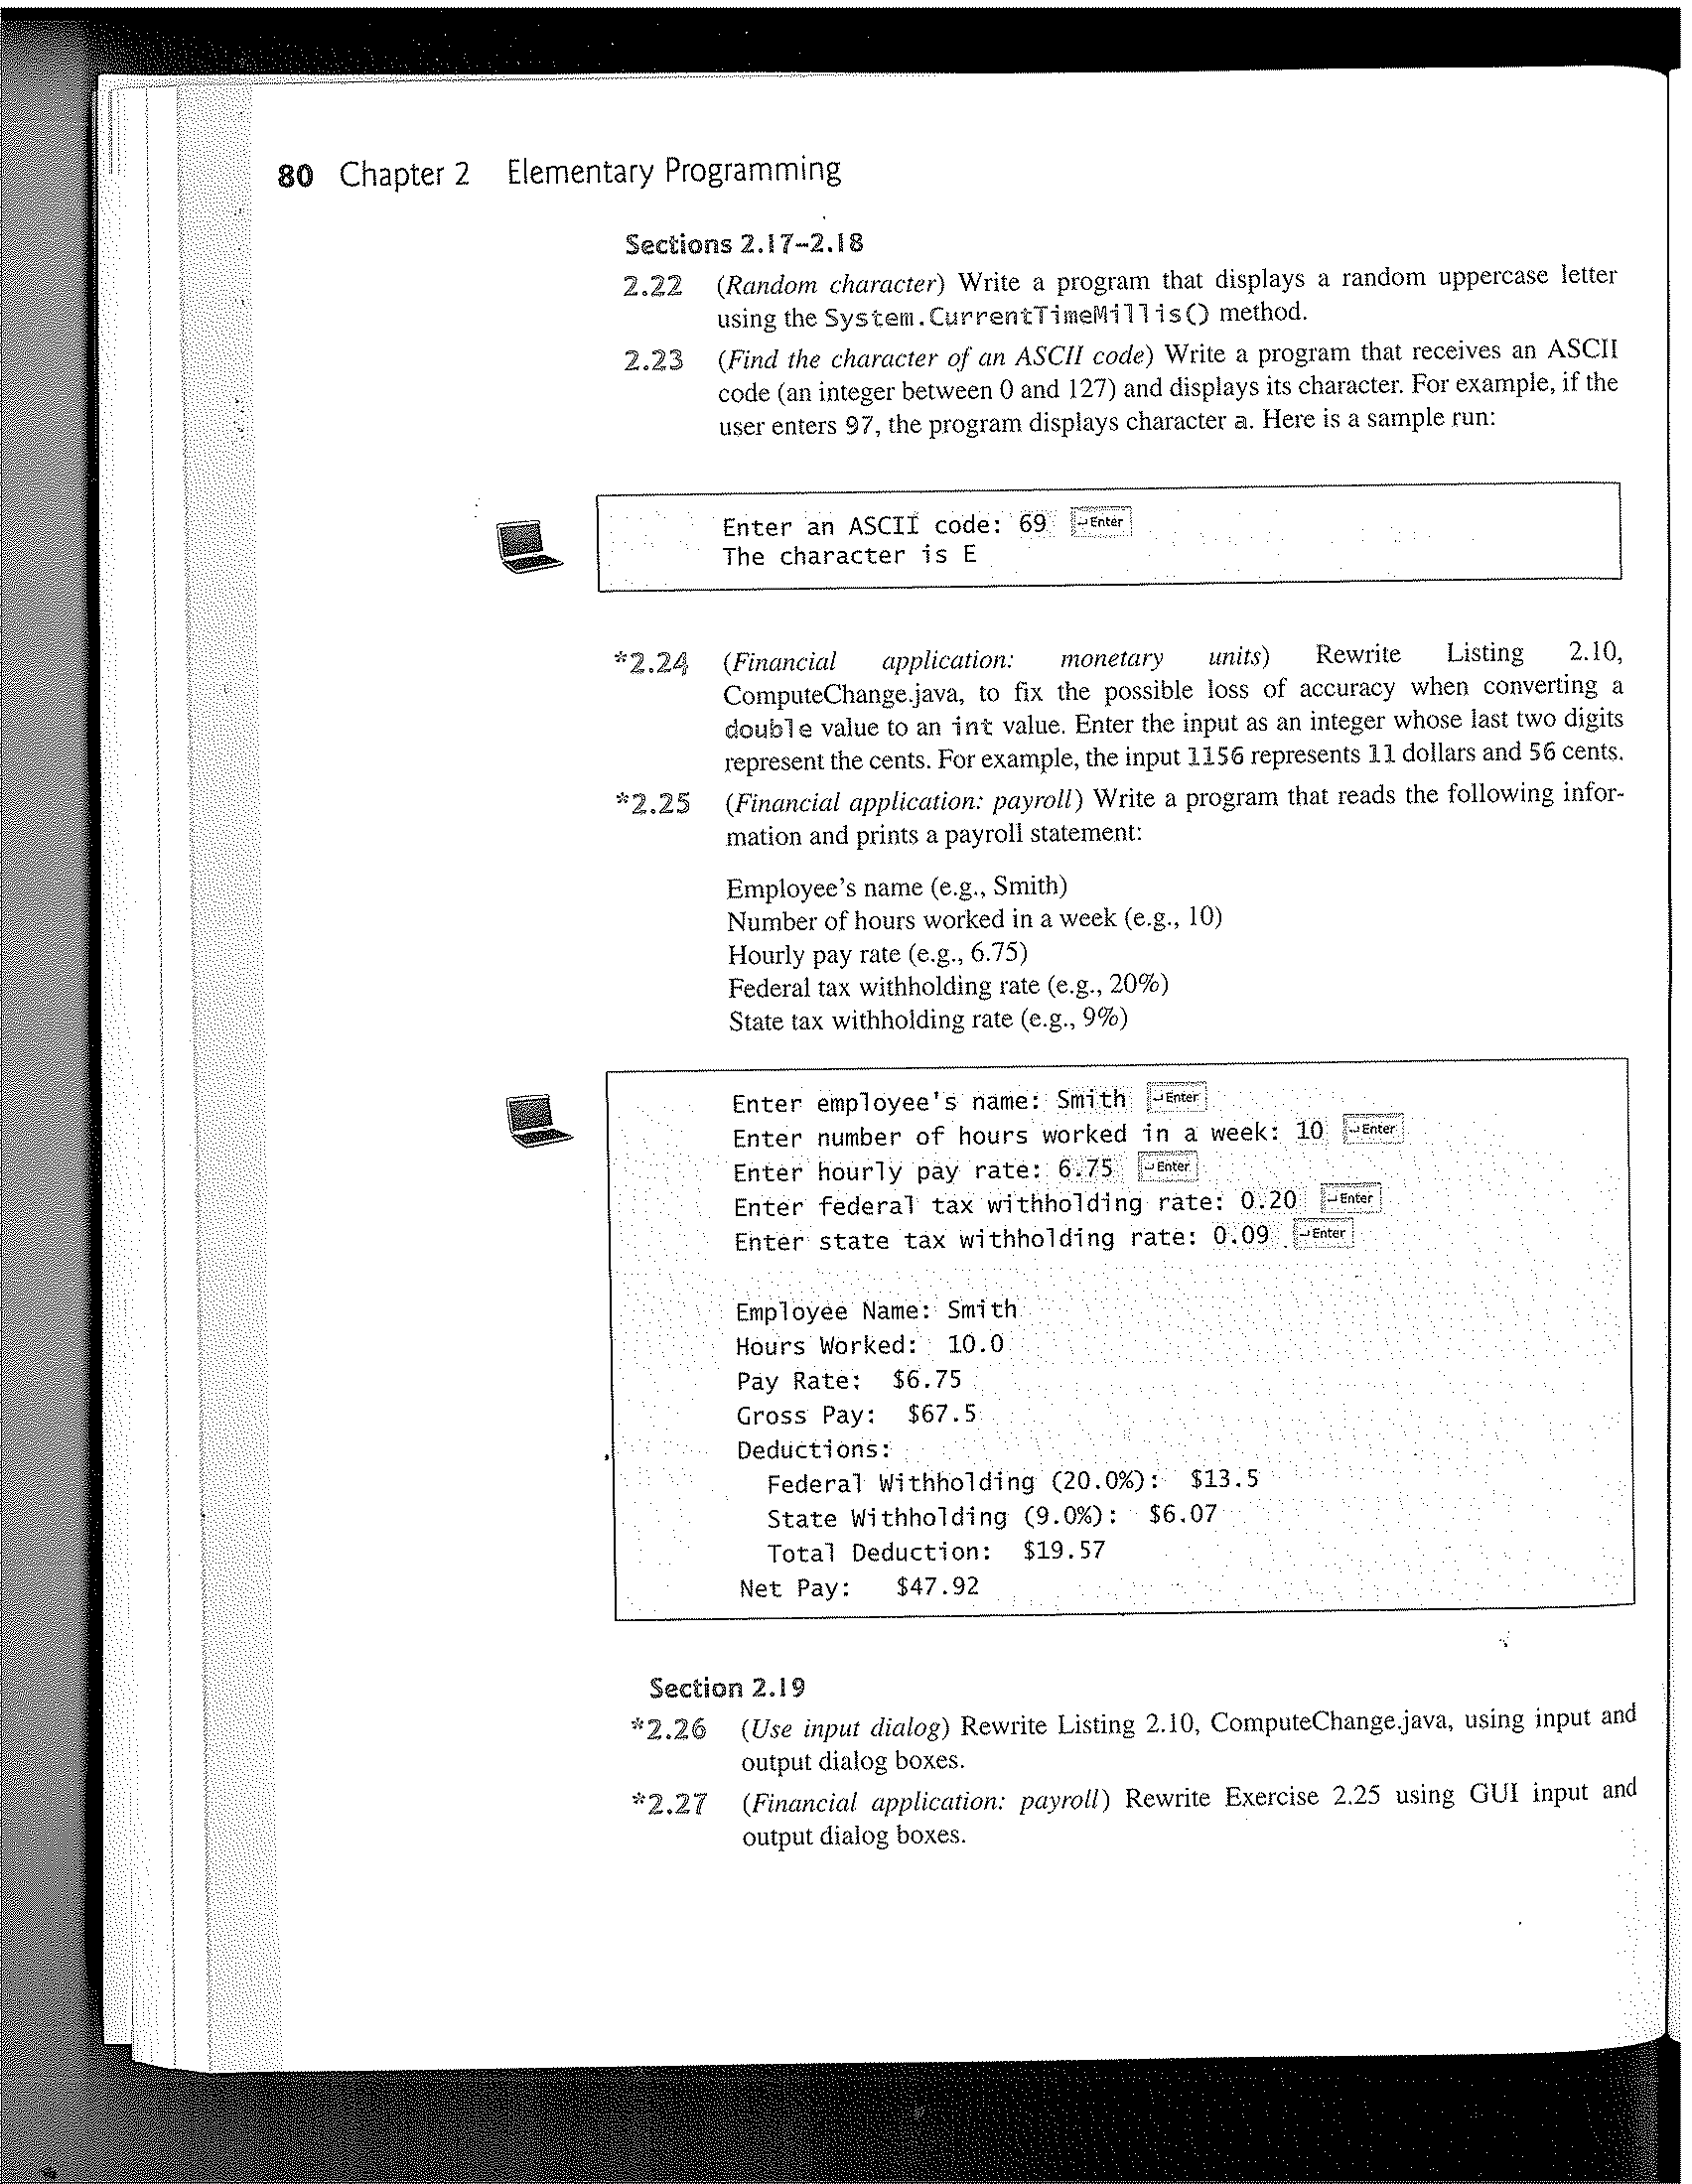 80 Chapter 2 Elementary Programming
Sections 2.17–2.18
2.22 (Random character) Write a program that displays a random uppercase letter
using the System.CurrentTimeMillis() method.
2.23 (Find the character of an ASCII code) Write a program that receives an ASCII
code (an integer between 0 and 127) and displays its character. For example, if the
user enters 97, the program displays character a. Here is a sample run:
Enter an ASCII code: 69 ↵Enter
The character is E
*2.24 (Financial application: monetary units) Rewrite Listing 2.10,
ComputeChange.java, to fix the possible loss of accuracy when converting a
double value to an int value. Enter the input as an integer whose last two digits
represent the cents. For example, the input 1156 represents 11 dollars and 56 cents.
*2.25 (Financial application: payroll) Write a program that reads the following infor-
mation and prints a payroll statement:
Employee's name (e.g., Smith)
Number of hours worked in a week (e.g., 10)
Hourly pay rate (e.g., 6.75)
Federal tax withholding rate (e.g., 20%)
State tax withholding rate (e.g., 9%)
Enter employee's name: Smith ↵Enter
Enter number of hours worked in a week: 10 ↵Enter
Enter hourly pay rate: 6.75 ↵Enter
Enter federal tax withholding rate: 0.20 ↵Enter
Enter state tax withholding rate: 0.09 ↵Enter
Employee Name: Smith
Hours Worked: 10.0
Pay Rate: $6.75
Gross Pay: $67.5
Deductions:
Federal Withholding (20.0%): $13.5
State Withholding (9.0%): $6.07
Total Deduction: $19.57
Net Pay: $47.92
Section 2.19
*2.26 (Use input dialog) Rewrite Listing 2.10, ComputeChange.java, using input and
output dialog boxes.
*2.27 (Financial application: payroll) Rewrite Exercise 2.25 using GUI input and
output dialog boxes.